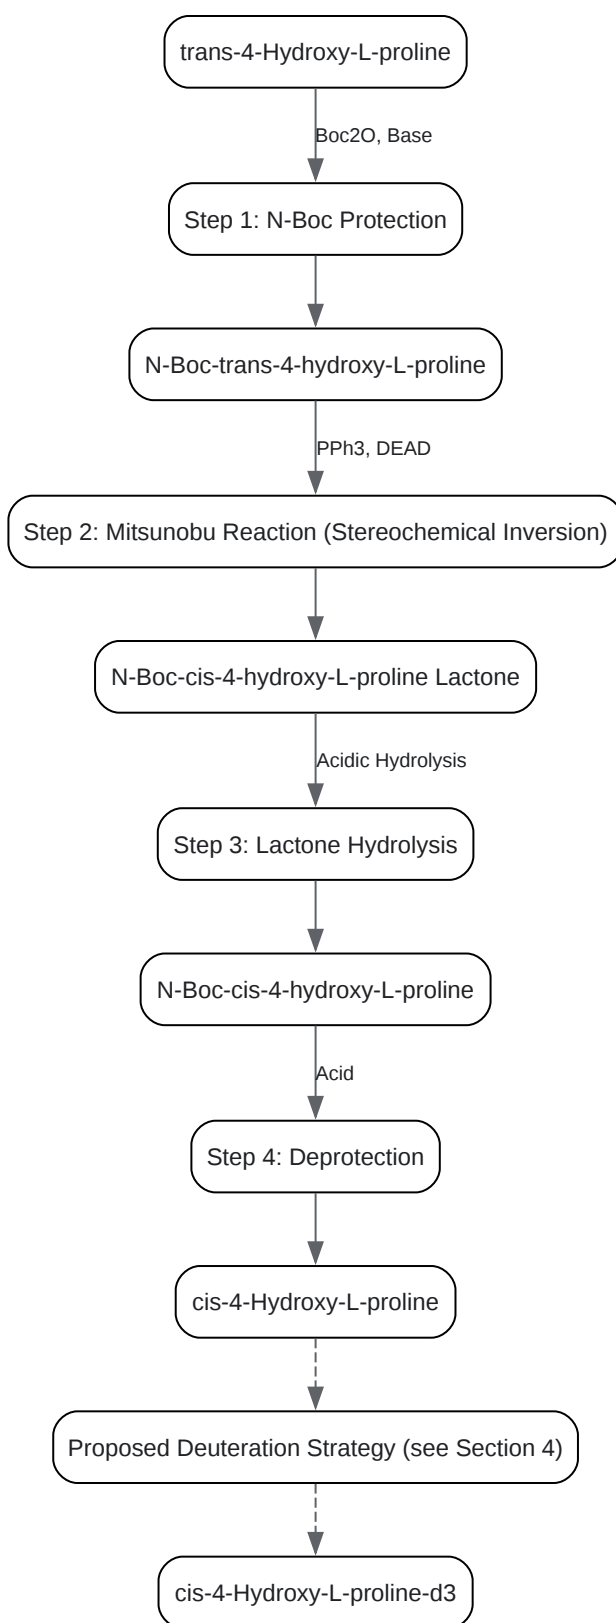 trans-4-Hydroxy-L-proline
Boc2O, Base
Step 1: N-Boc Protection
N-Boc-trans-4-hydroxy-L-proline
PPh3, DEAD
Step 2: Mitsunobu Reaction (Stereochemical Inversion)
N-Boc-cis-4-hydroxy-L-proline Lactone
Acidic Hydrolysis
Step 3: Lactone Hydrolysis
N-Boc-cis-4-hydroxy-L-proline
Acid
Step 4: Deprotection
cis-4-Hydroxy-L-proline
Proposed Deuteration Strategy (see Section 4)
cis-4-Hydroxy-L-proline-d3